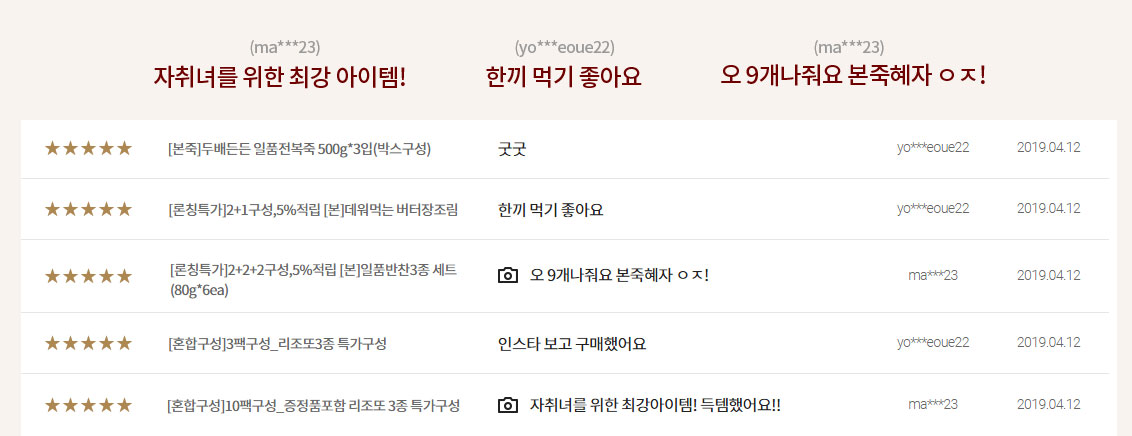 (ma***23)
자취녀를 위한 최강 아이템!
(yo***eoue22)
한끼 먹기 좋아요
(ma***23)
오 9개나줘요 본죽혜자 ㅇㅈ!
★★★★★ [본죽]두배든든 일품전복죽 500g*3입(박스구성) 굿굿 yo***eoue22 2019.04.12
★★★★★ [론칭특가]2+1구성,5%적립 [본]데워먹는 버터장조림 한끼 먹기 좋아요 yo***eoue22 2019.04.12
★★★★★ [론칭특가]2+2+2구성,5%적립 [본]일품반찬3종 세트
(80g*6ea) 오 9개나줘요 본죽혜자 ㅇㅈ! ma***23 2019.04.12
★★★★★ [혼합구성]3팩구성_리조또3종 특가구성 인스타 보고 구매했어요 yo***eoue22 2019.04.12
★★★★★ [혼합구성]10팩구성_증정품포함 리조또 3종 특가구성 자취녀를 위한 최강아이템! 득템했어요!! ma***23 2019.04.12